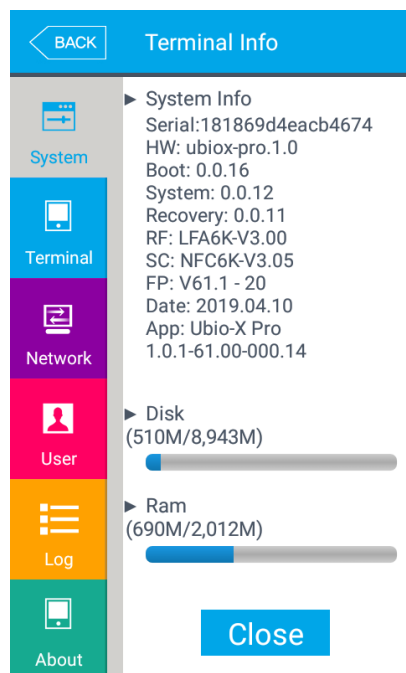 BACK
Terminal Info
System
Terminal
Network
User
Log
About
► System Info
Serial:181869d4eacb4674
HW: ubiox-pro.1.0
Boot: 0.0.16
System: 0.0.12
Recovery: 0.0.11
RF: LFA6K-V3.00
SC: NFC6K-V3.05
FP: V61.1 - 20
Date: 2019.04.10
App: Ubio-X Pro
1.0.1-61.00-000.14
► Disk
(510M/8,943M)
► Ram
(690M/2,012M)
Close